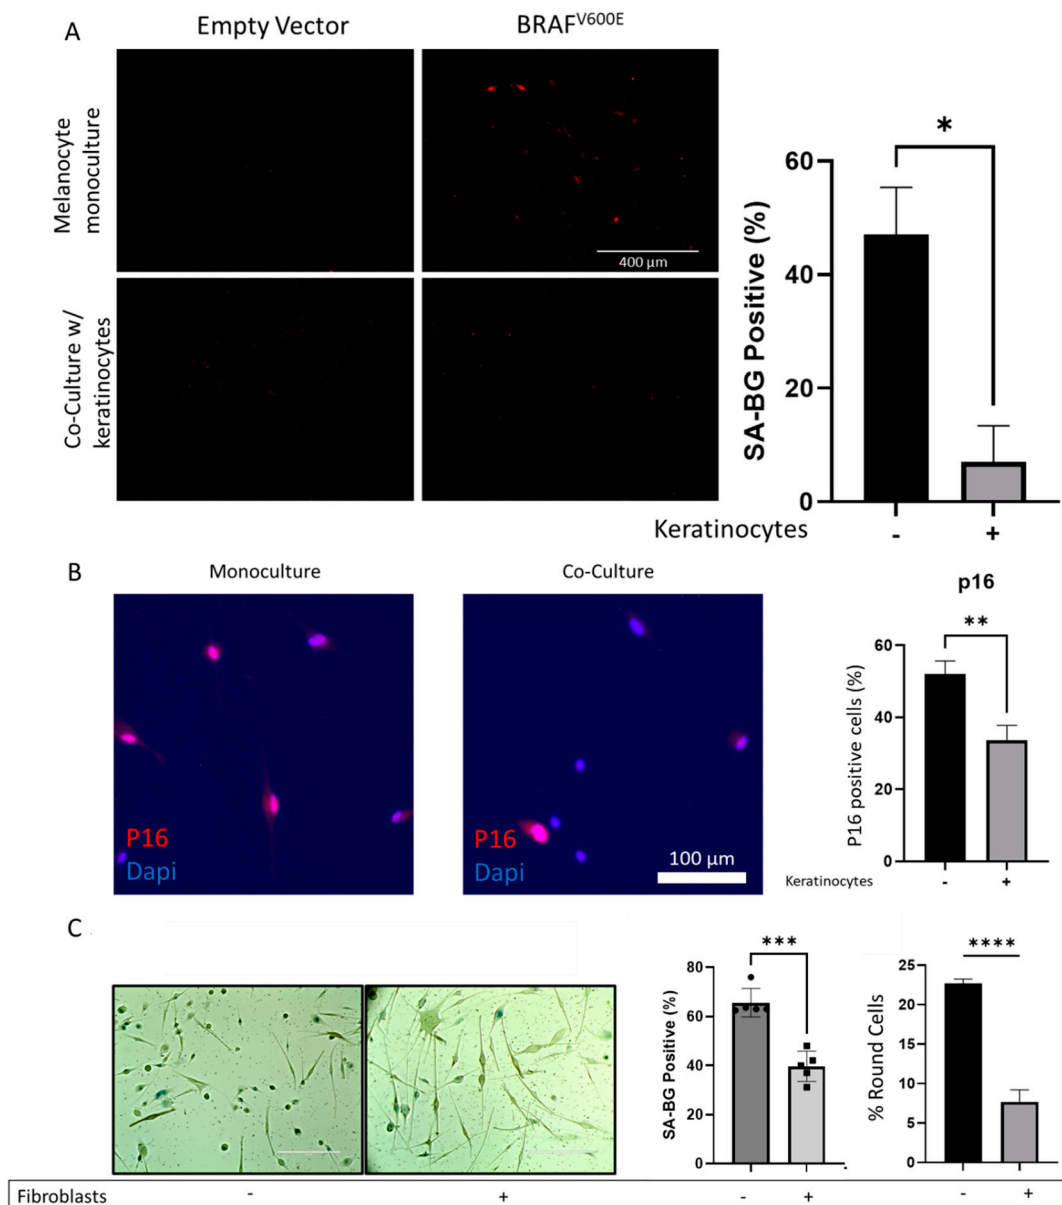 A
Empty Vector
BRAFV600E
Melanocyte
monoculture
Co-Culture w/
keratinocytes
400 µm
*
SA-BG Positive (%)
60
40
20
0
Keratinocytes
-
+
B
Monoculture
Co-Culture
P16
Dapi
P16
Dapi
100 µm
p16
**
P16 positive cells (%)
60
40
20
0
Keratinocytes
-
+
C
***
SA-BG Positive (%)
80
60
40
20
0
****
% Round Cells
25
20
15
10
5
0
Fibroblasts
-
+
-
+
-
+